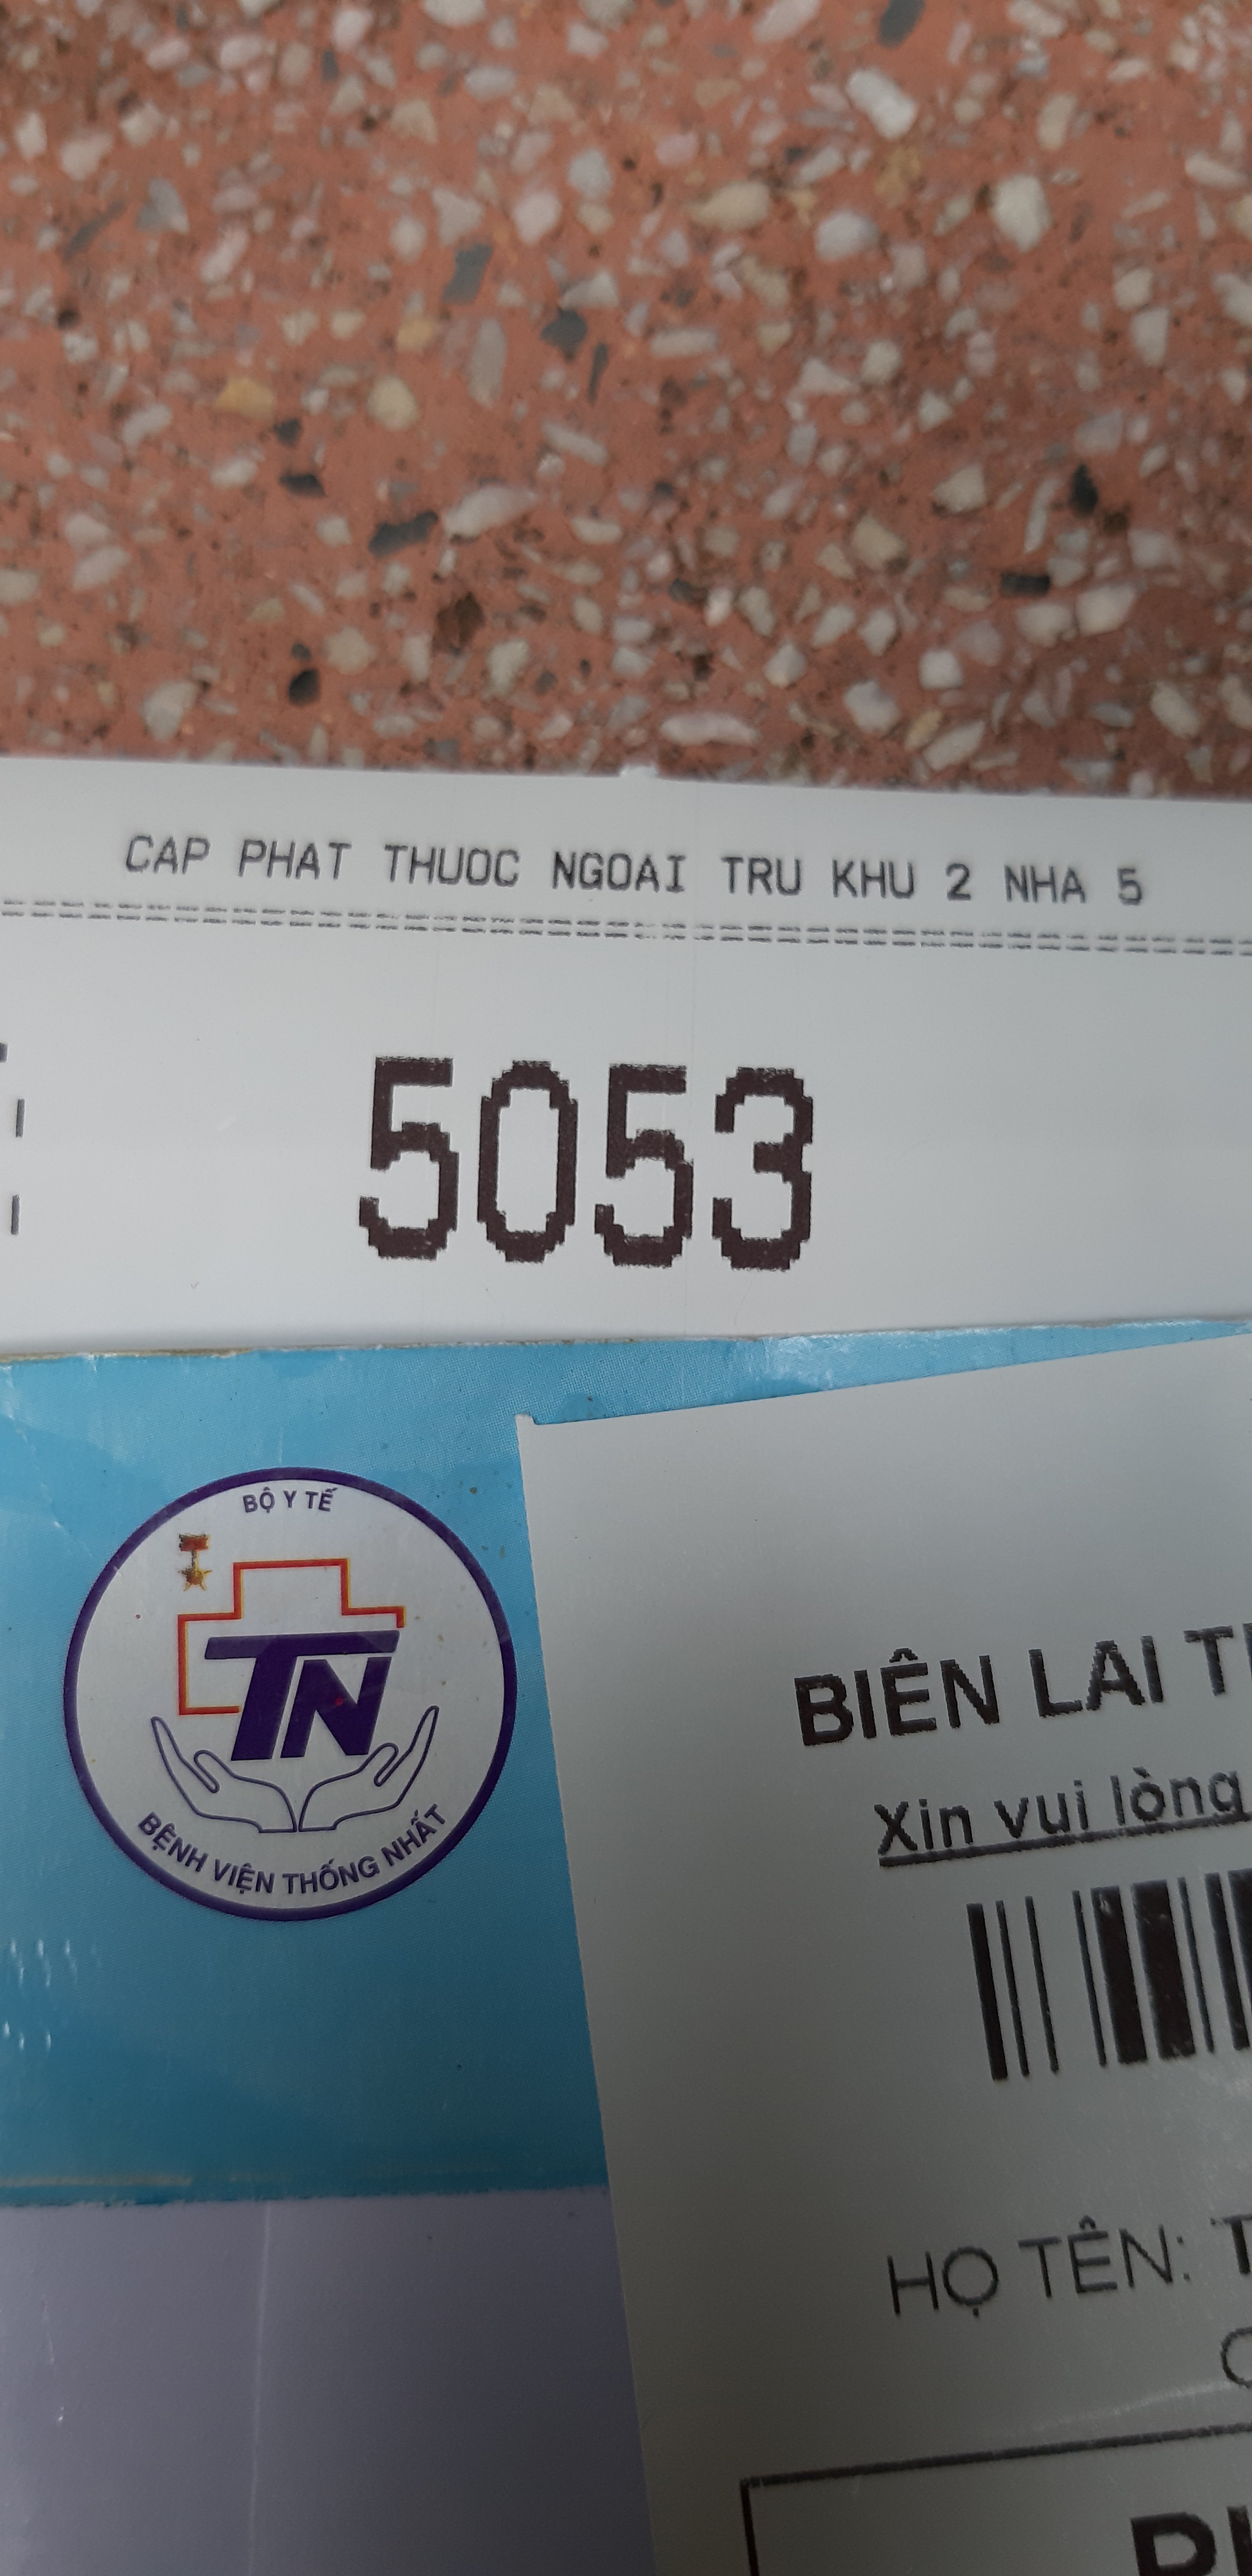 CAP PHAT THUOC NGOAI TRU KHU 2 NHA 5
5053
BỘ Y TẾ
TN
BỆNH VIỆN THỐNG NHẤT
BIÊN LAI
Xin vui lòng
HỌ TÊN: